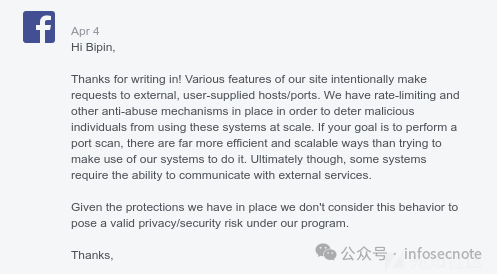 Apr 4
Hi Bipin,
Thanks for writing in! Various features of our site intentionally make
requests to external, user-supplied hosts/ports. We have rate-limiting and
other anti-abuse mechanisms in place in order to deter malicious
individuals from using these systems at scale. If your goal is to perform a
port scan, there are far more efficient and scalable ways than trying to
make use of our systems to do it. Ultimately though, some systems
require the ability to communicate with external services.
Given the protections we have in place we don't consider this behavior to
pose a valid privacy/security risk under our program.
Thanks,
公众号 · infosecnote